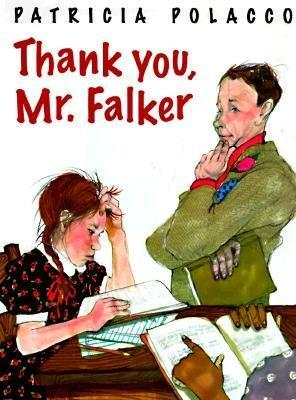 PATRICIA POLACCO
Thank you,
Mr. Falker